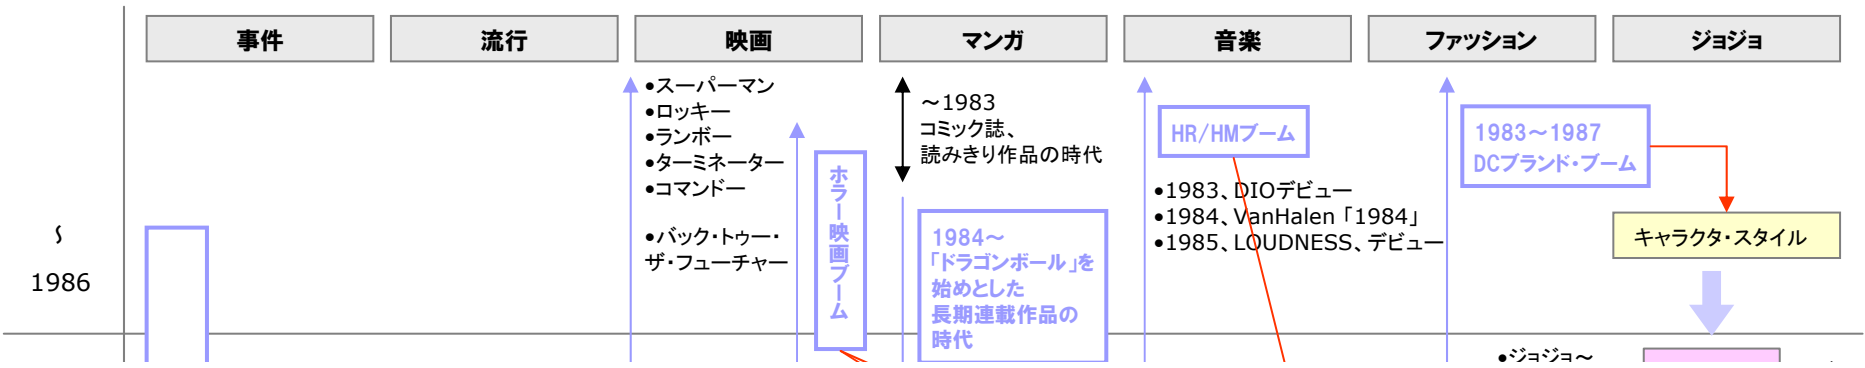 事件
流行
映画
マンガ
音楽
ファッション
ジョジョ
～
1986
●スーパーマン
●ロッキー
●ランボー
●ターミネーター
●コマンドー
●バック・トゥー・
ザ・フューチャー
ホラー映画ブーム
～1983
コミック誌、
読みきり作品の時代
1984～
「ドラゴンボール」を
始めとした
長期連載作品の
時代
HR/HMブーム
●1983、DIOデビュー
●1984、VanHalen「1984」
●1985、LOUDNESS、デビュー
1983～1987
DCブランド・ブーム
キャラクタ・スタイル
●ジョジョ～